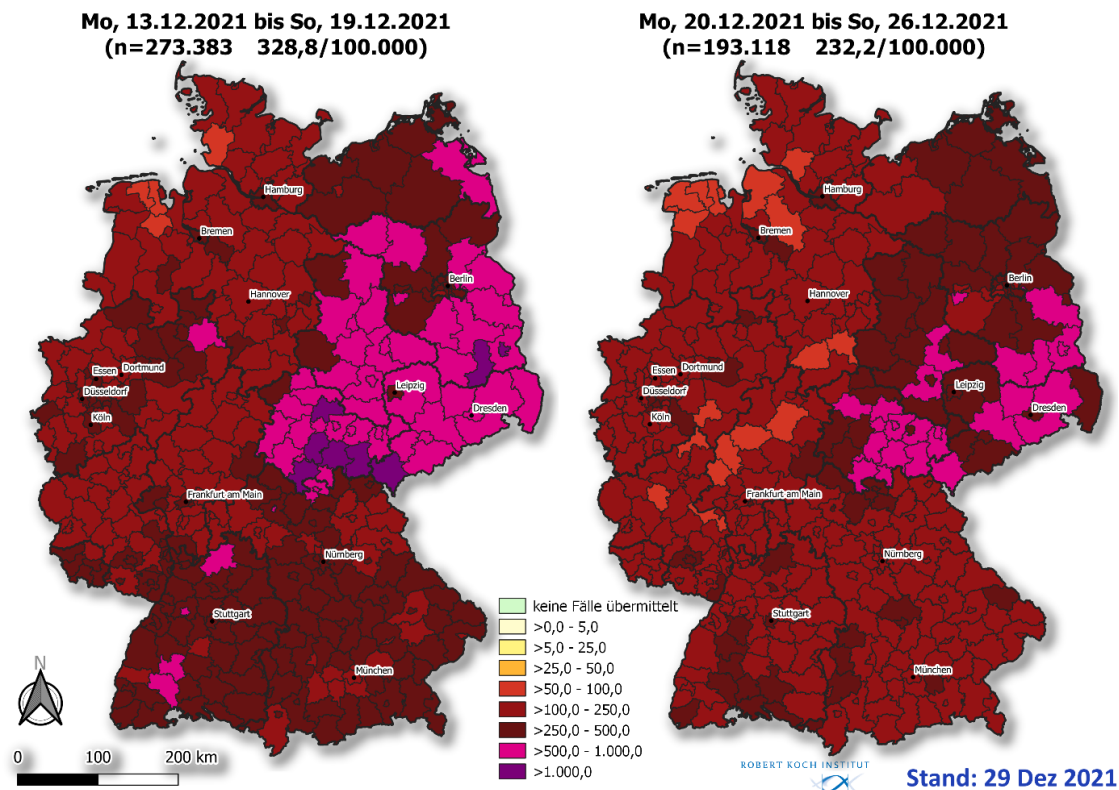 Mo, 13.12.2021 bis So, 19.12.2021
(n=273.383 328,8/100.000)
Mo, 20.12.2021 bis So, 26.12.2021
(n=193.118 232,2/100.000)
Hamburg
Bremen
Berlin
Hannover
Essen
Dortmund
Düsseldorf
Leipzig
Köln
Dresden
Frankfurt am Main
Nürnberg
Stuttgart
München
Hamburg
Bremen
Berlin
Hannover
Essen
Dortmund
Düsseldorf
Leipzig
Köln
Dresden
Frankfurt am Main
Nürnberg
Stuttgart
München
keine Fälle übermittelt
>0,0 - 5,0
>5,0 - 25,0
>25,0 - 50,0
>50,0 - 100,0
>100,0 - 250,0
>250,0 - 500,0
>500,0 - 1.000,0
>1.000,0
N
0 100 200 km
ROBERT KOCH INSTITUT
Stand: 29 Dez 2021